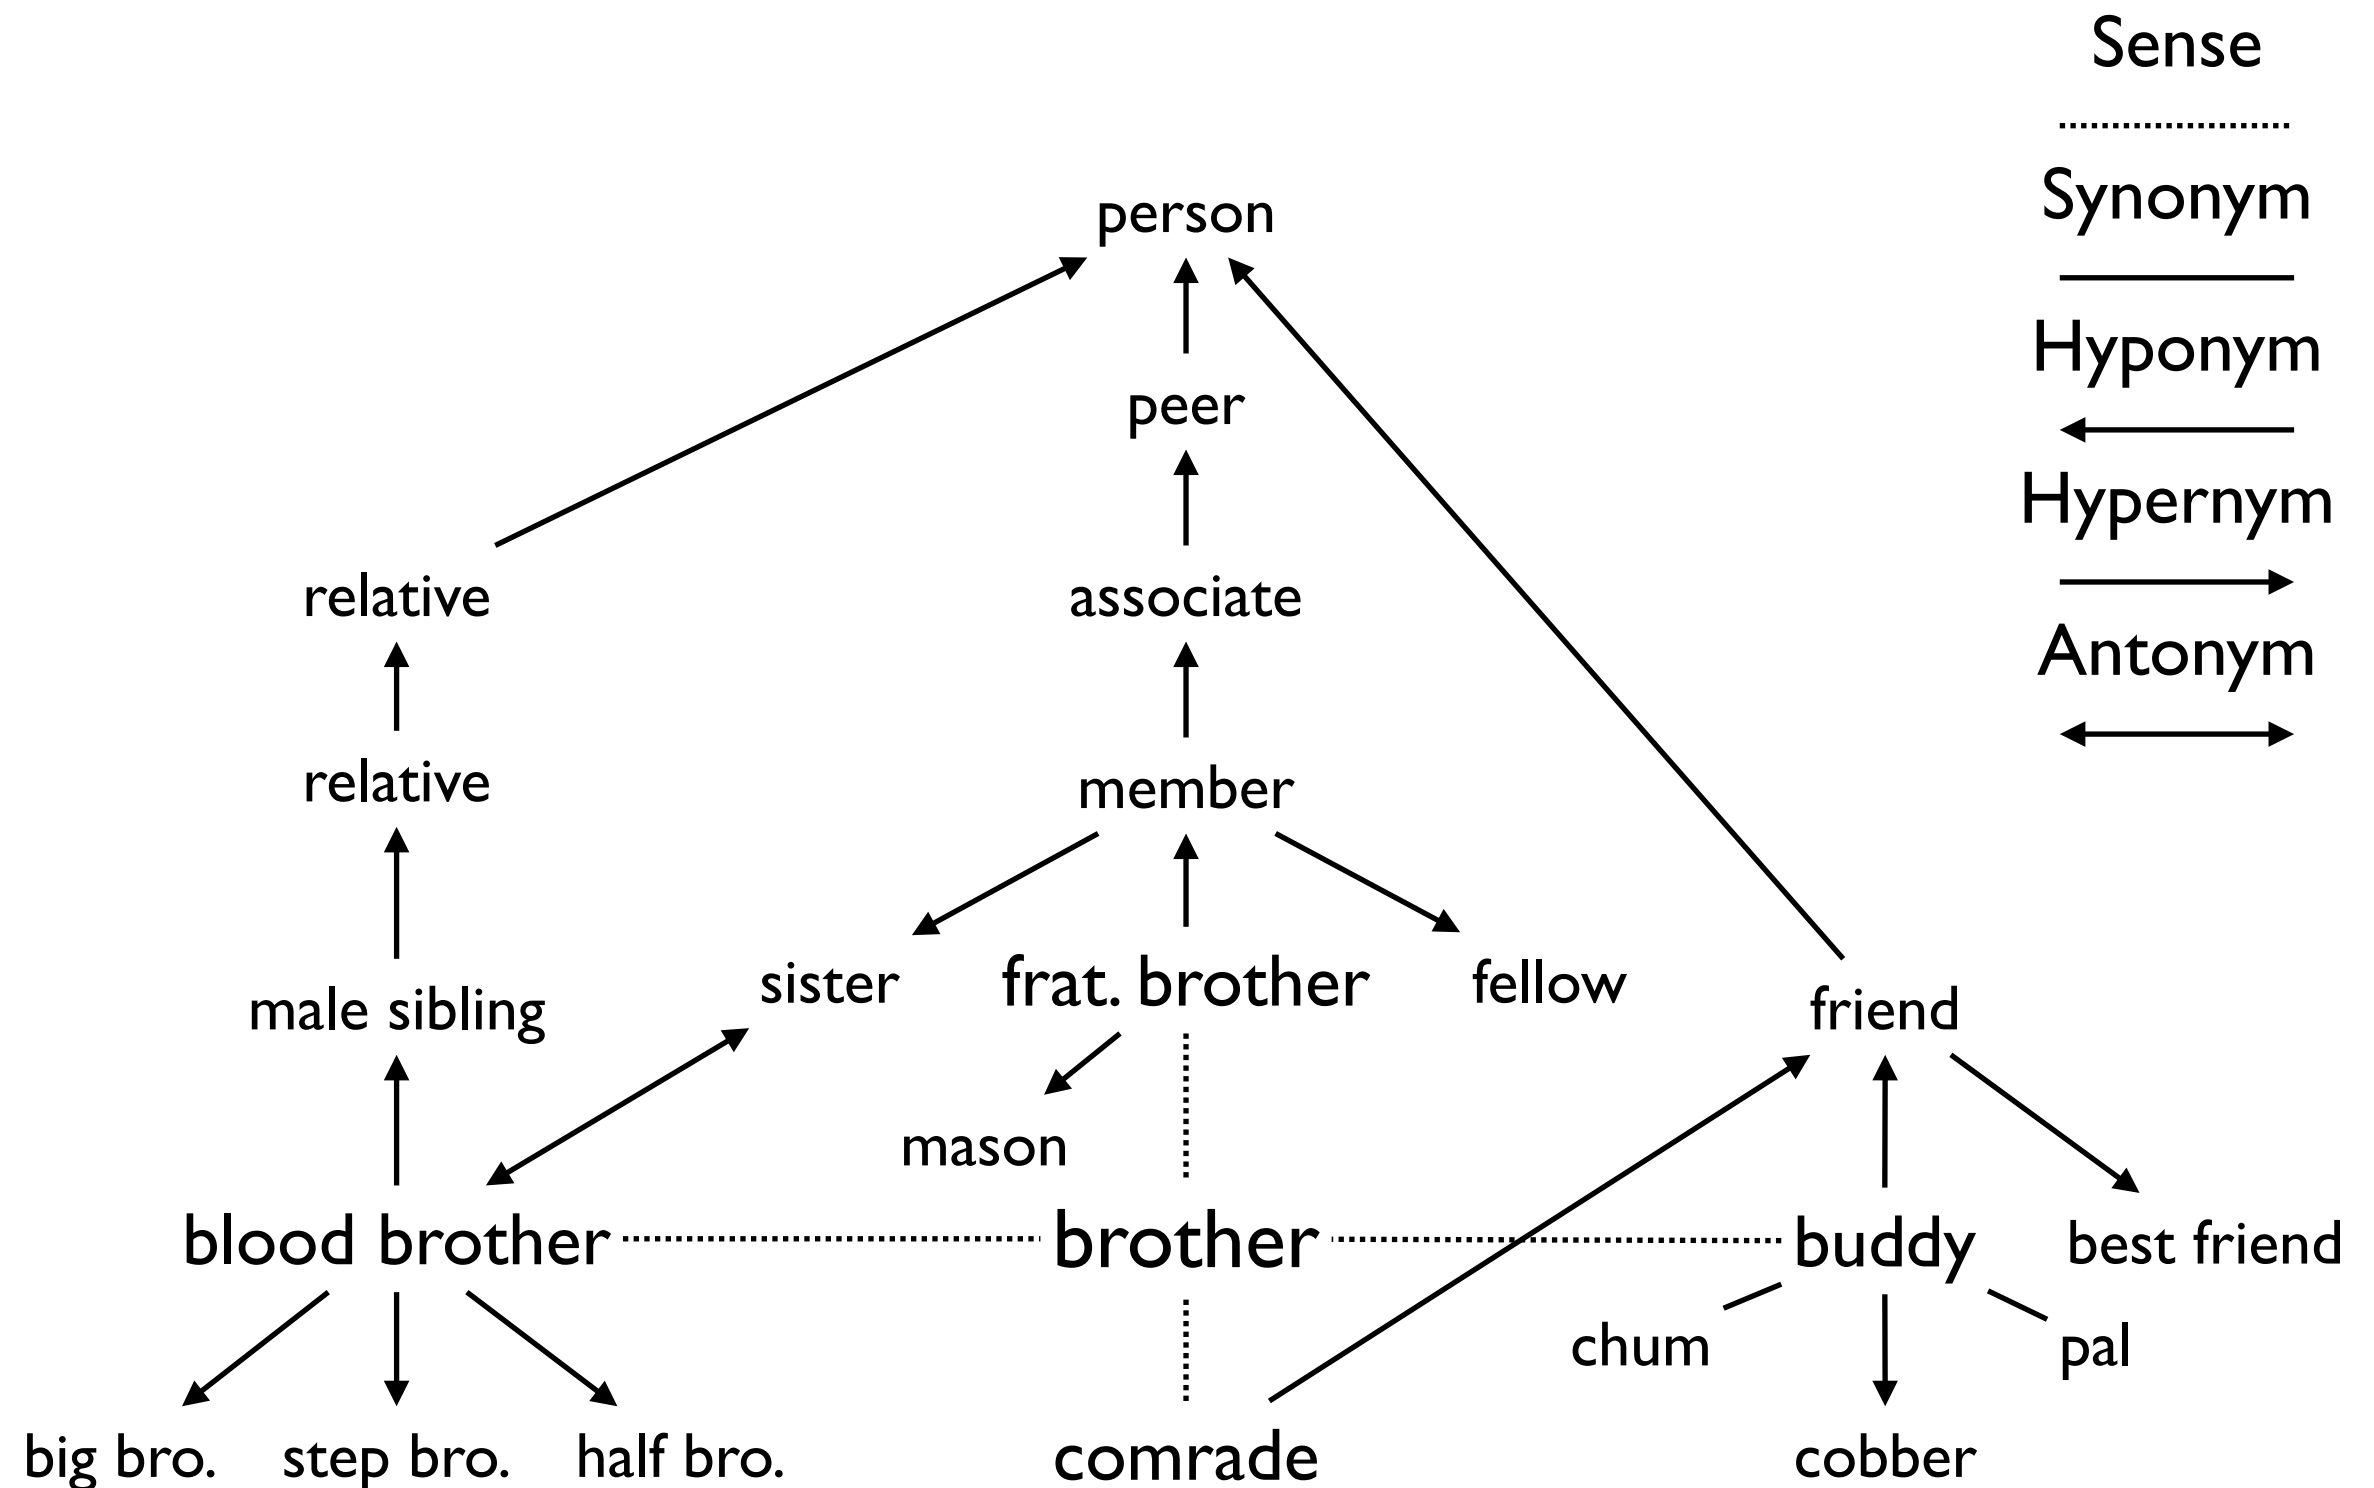 Sense
Synonym
Hyponym
Hypernym
Antonym
person
peer
relative
associate
relative
member
male sibling
sister
frat. brother
fellow
friend
mason
blood brother
brother
buddy
best friend
chum
pal
big bro.
step bro.
half bro.
comrade
cobber